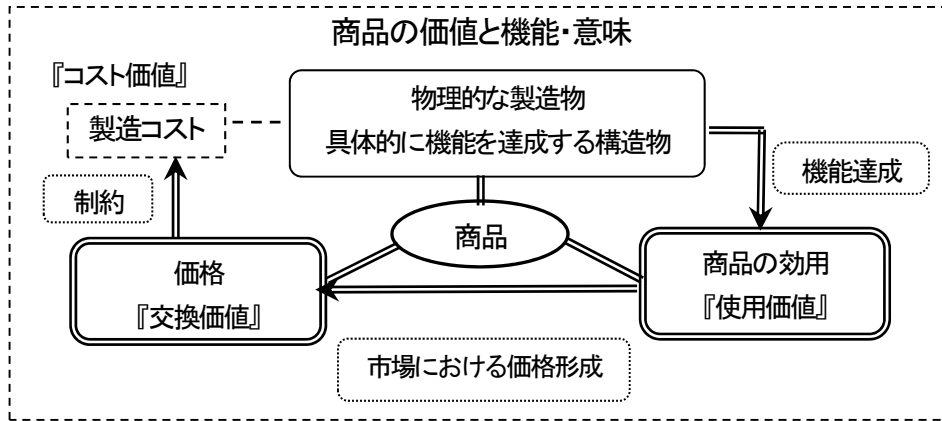 商品の価値と機能・意味
『コスト価値』
製造コスト
物理的な製造物
具体的に機能を達成する構造物
機能達成
制約
商品
価格
『交換価値』
商品の効用
『使用価値』
市場における価格形成